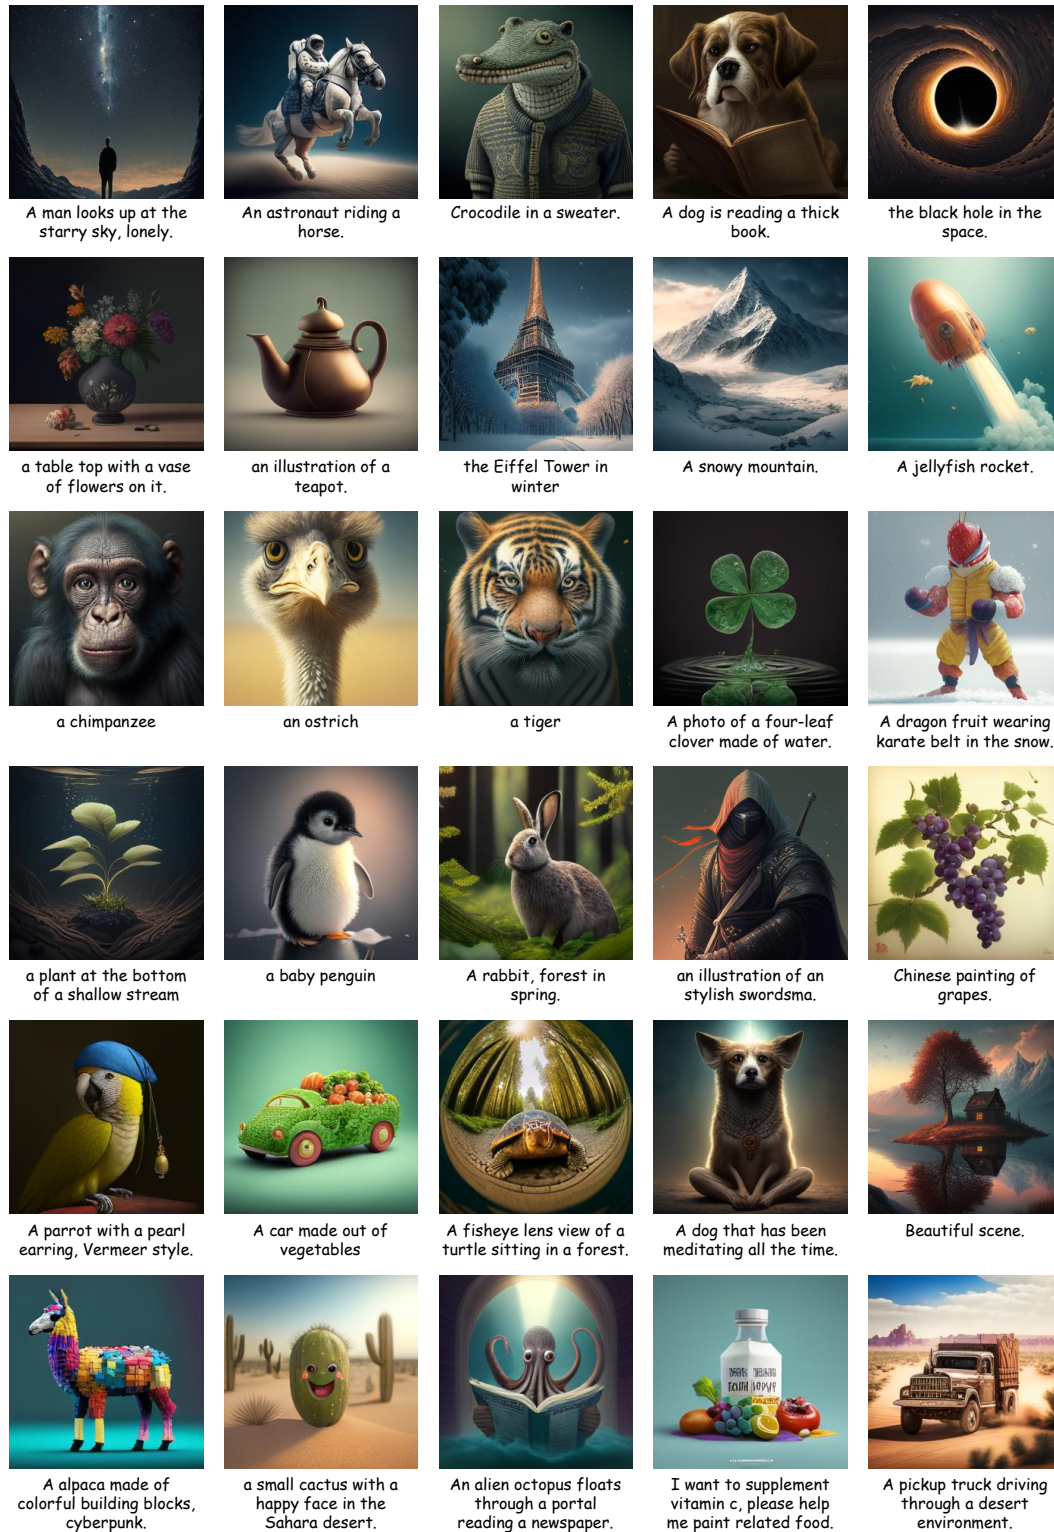 A man looks up at the
starry sky, lonely.
An astronaut riding a
horse.
Crocodile in a sweater.
A dog is reading a thick
book.
the black hole in the
space.
a table top with a vase
of flowers on it.
an illustration of a
teapot.
the Eiffel Tower in
winter
A snowy mountain.
A jellyfish rocket.
a chimpanzee
an ostrich
a tiger
A photo of a four-leaf
clover made of water.
A dragon fruit wearing
karate belt in the snow.
a plant at the bottom
of a shallow stream
a baby penguin
A rabbit, forest in
spring.
an illustration of an
stylish swordsma.
Chinese painting of
grapes.
A parrot with a pearl
earring, Vermeer style.
A car made out of
vegetables
A fisheye lens view of a
turtle sitting in a forest.
A dog that has been
meditating all the time.
Beautiful scene.
A alpaca made of
colorful building blocks,
cyberpunk.
a small cactus with a
happy face in the
Sahara desert.
An alien octopus floats
through a portal
reading a newspaper.
I want to supplement
vitamin c, please help
me paint related food.
A pickup truck driving
through a desert
environment.